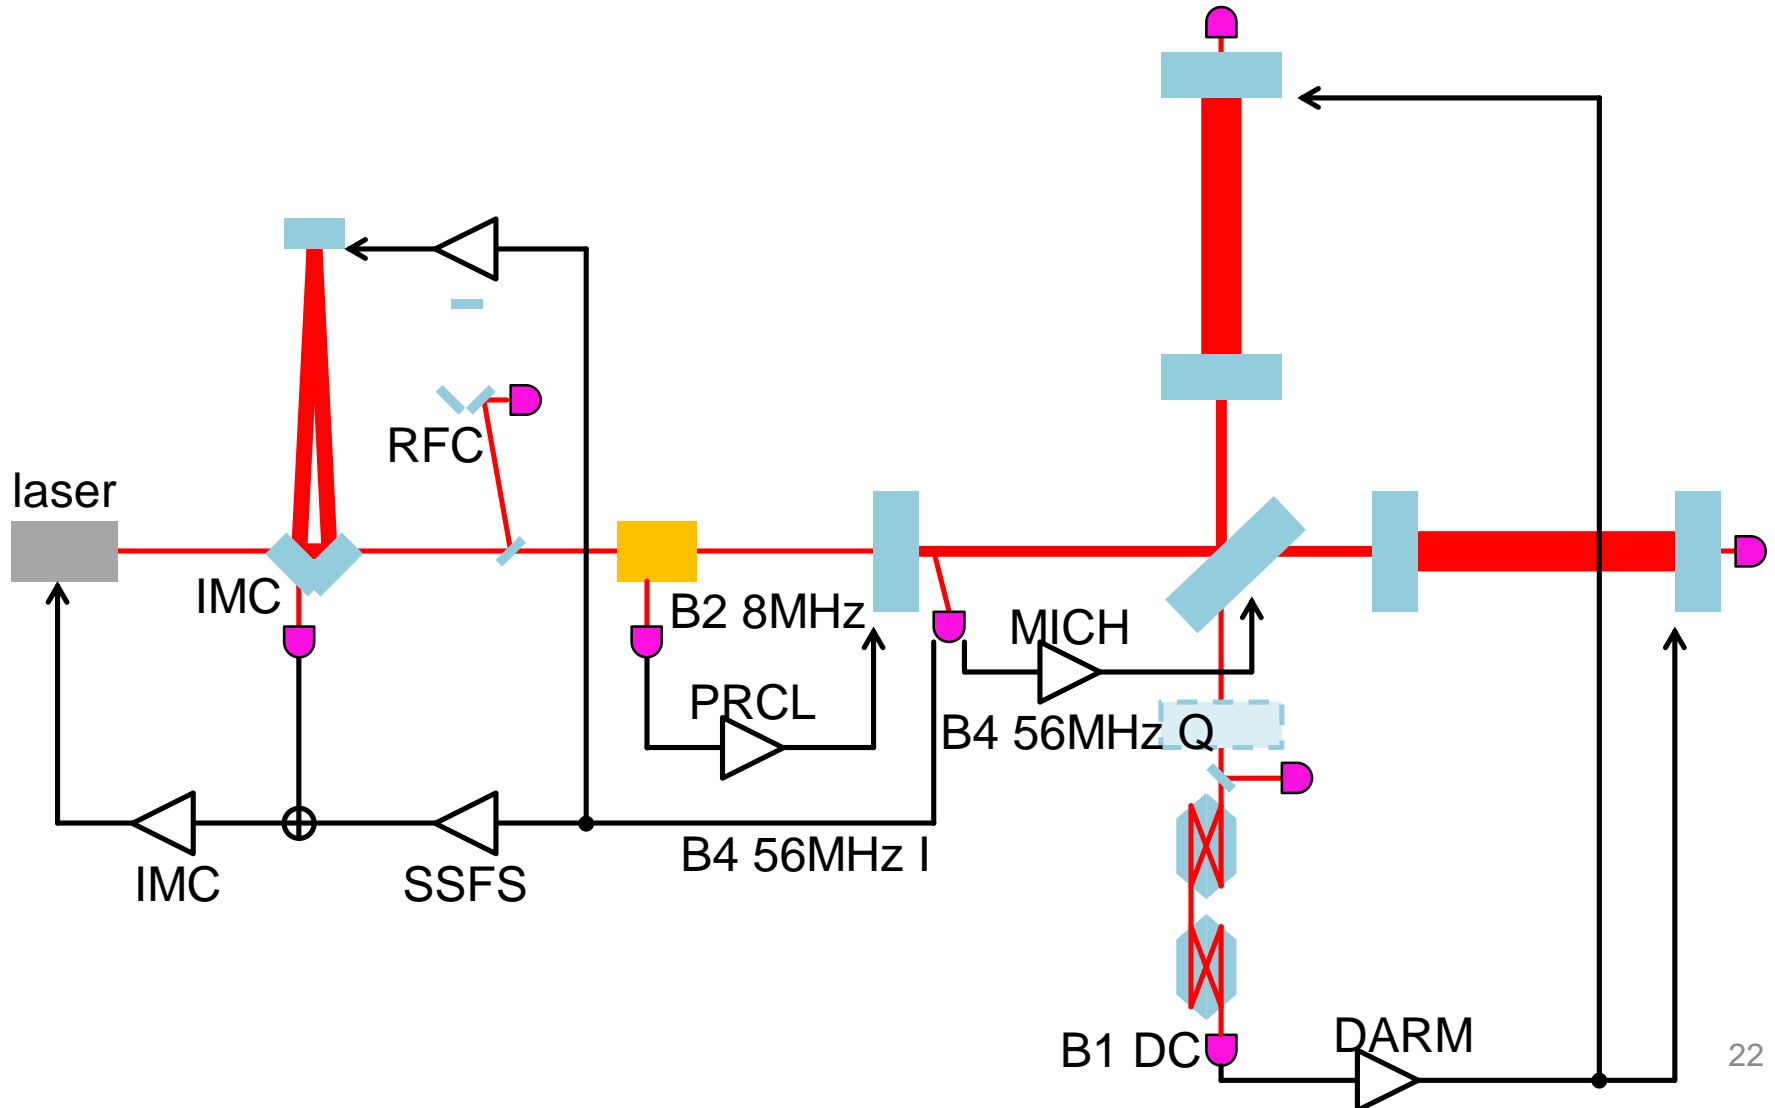 RFC
laser
IMC
B2 8MHz
MICH
PRCL
B4 56MHz Q
B4 56MHz I
IMC
SSFS
B1 DC
DARM
22